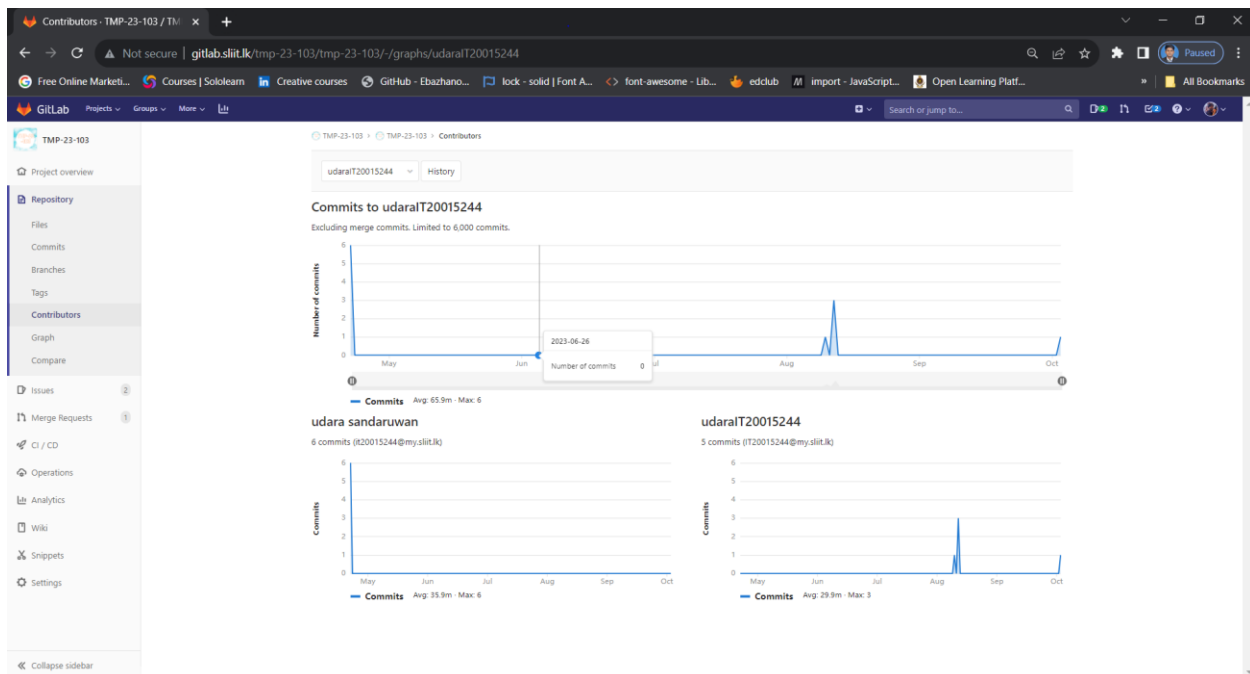 Contributors · TMP-23-103 / TM
Not secure | gitlab.sliit.lk/tmp-23-103/tmp-23-103/-/graphs/udaraIT20015244
Paused
Free Online Marketi... Courses | Sololearn Creative courses GitHub - Ebazhano... lock - solid | Font A... font-awesome - Lib... edclub import - JavaScript... Open Learning Platf... » All Bookmarks
GitLab Projects Groups More Search or jump to... 2 2
TMP-23-103
Project overview
Repository
Files
Commits
Branches
Tags
Contributors
Graph
Compare
Issues 2
Merge Requests 1
CI / CD
Operations
Analytics
Wiki
Snippets
Settings
Collapse sidebar
TMP-23-103 > TMP-23-103 > Contributors
udaraIT20015244 History
Commits to udaraIT20015244
Excluding merge commits. Limited to 6,000 commits.
Number of commits
6
5
4
3
2
1
0
May Jun ul Aug Sep Oct
2023-06-26
Number of commits 0
Commits Avg: 65.9m · Max: 6
udara sandaruwan
6 commits (it20015244@my.sliit.lk)
Commits
6
5
4
3
2
1
0
May Jun Jul Aug Sep Oct
Commits Avg: 35.9m · Max: 6
udaraIT20015244
5 commits (IT20015244@my.sliit.lk)
Commits
6
5
4
3
2
1
0
May Jun Jul Aug Sep Oct
Commits Avg: 29.9m · Max: 3